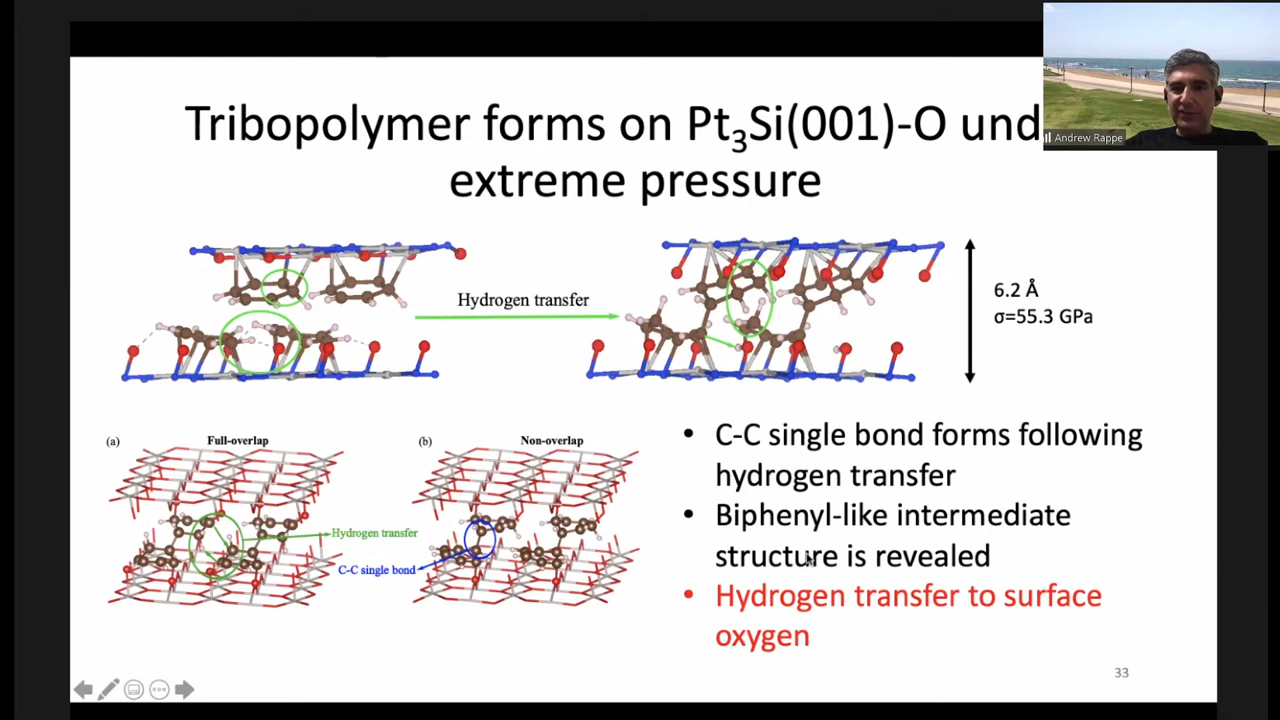 Tribopolymer forms on Pt₃Si(001)-O und
extreme pressure
Andrew Rappe
Hydrogen transfer
6.2 Å
σ=55.3 GPa
(a) Full-overlap
(b) Non-overlap
Hydrogen transfer
C-C single bond
• C-C single bond forms following
hydrogen transfer
• Biphenyl-like intermediate
structure is revealed
• Hydrogen transfer to surface
oxygen
33